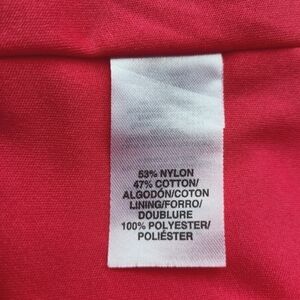 53% NYLON
47% COTTON/
ALGODÓN/COTON
LINING/FORRO/
DOUBLURE
100% POLYESTER/
POLIÉSTER